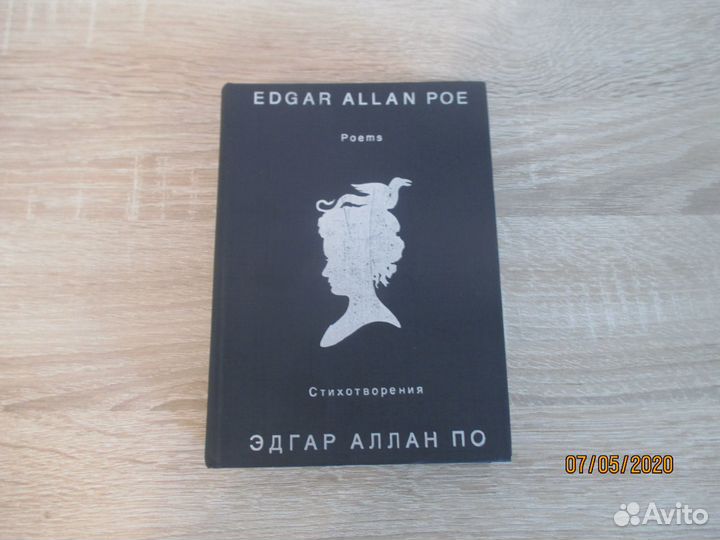 EDGAR ALLAN POE
Poems
Стихотворения
ЭДГАР АЛЛАН ПО
07/05/2020
Avito